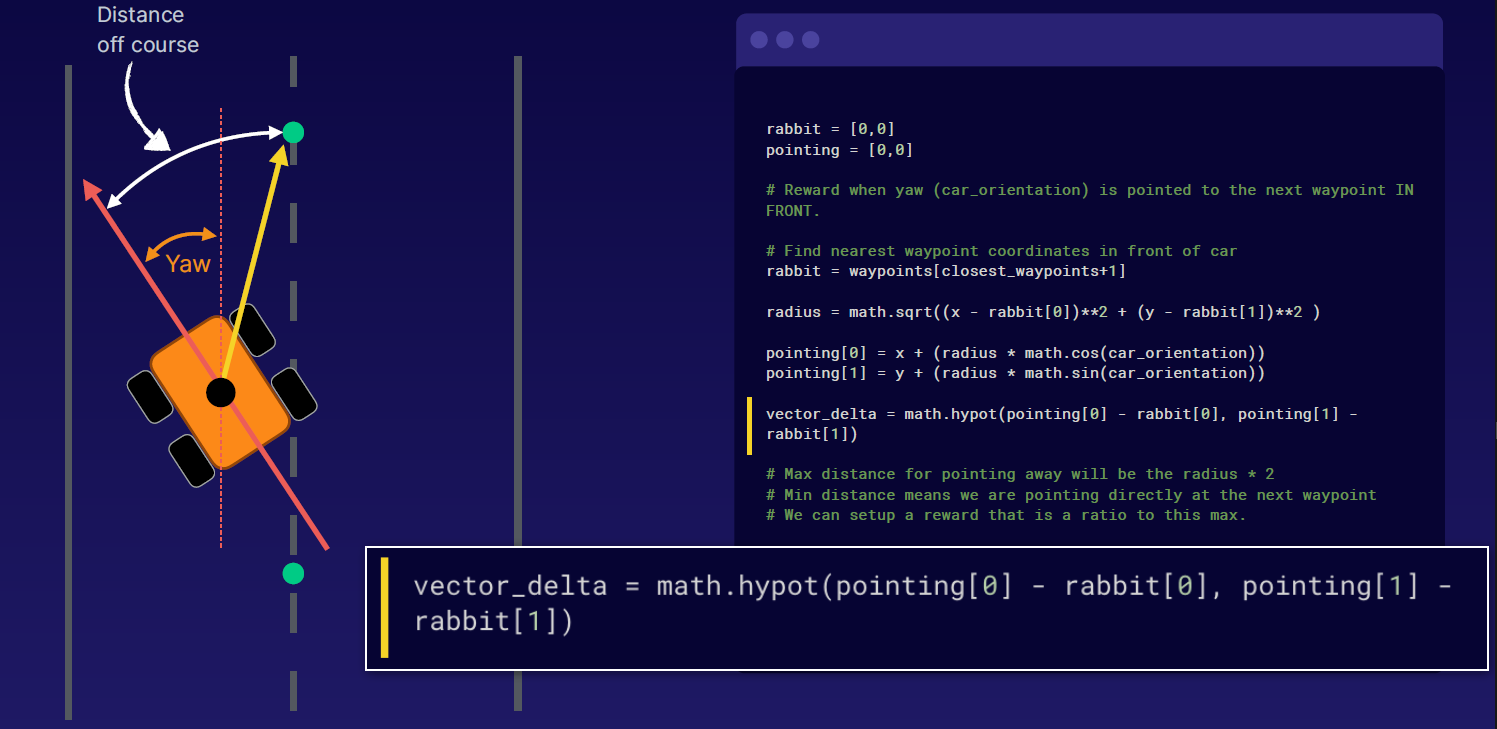 Distance
off course
Yaw
rabbit = [0,0]
pointing = [0,0]
# Reward when yaw (car_orientation) is pointed to the next waypoint IN
FRONT.
# Find nearest waypoint coordinates in front of car
rabbit = waypoints[closest_waypoints+1]
radius = math.sqrt((x - rabbit[0])**2 + (y - rabbit[1])**2 )
pointing[0] = x + (radius * math.cos(car_orientation))
pointing[1] = y + (radius * math.sin(car_orientation))
vector_delta = math.hypot(pointing[0] - rabbit[0], pointing[1] -
rabbit[1])
# Max distance for pointing away will be the radius * 2
# Min distance means we are pointing directly at the next waypoint
# We can setup a reward that is a ratio to this max.
vector_delta = math.hypot(pointing[0] - rabbit[0], pointing[1] -
rabbit[1])